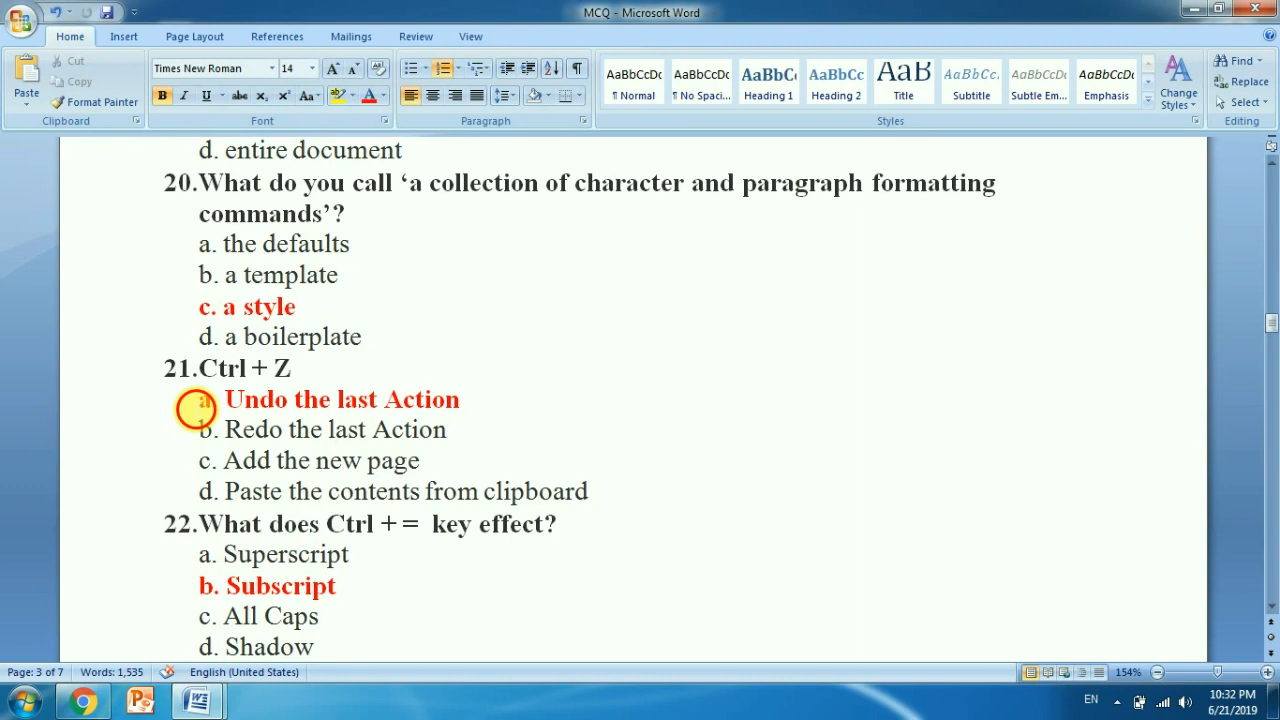 MCQ - Microsoft Word
Home Insert Page Layout References Mailings Review View
Paste
Cut
Copy
Format Painter
Clipboard
Times New Roman 14
Font
Paragraph
AaBbCcDc AaBbCcDc AaBbCc AaBbCc AaB AaBbCc. AaBbCcDc AaBbCcDc
¶ Normal ¶ No Spaci... Heading 1 Heading 2 Title Subtitle Subtle Em... Emphasis
Styles
Change Styles
Find
Replace
Select
Editing
d. entire document
20.What do you call ‘a collection of character and paragraph formatting
commands’?
a. the defaults
b. a template
c. a style
d. a boilerplate
21.Ctrl + Z
a. Undo the last Action
b. Redo the last Action
c. Add the new page
d. Paste the contents from clipboard
22.What does Ctrl + =  key effect?
a. Superscript
b. Subscript
c. All Caps
d. Shadow
Page: 3 of 7 Words: 1,535 English (United States) 154%
EN 10:32 PM
6/21/2019